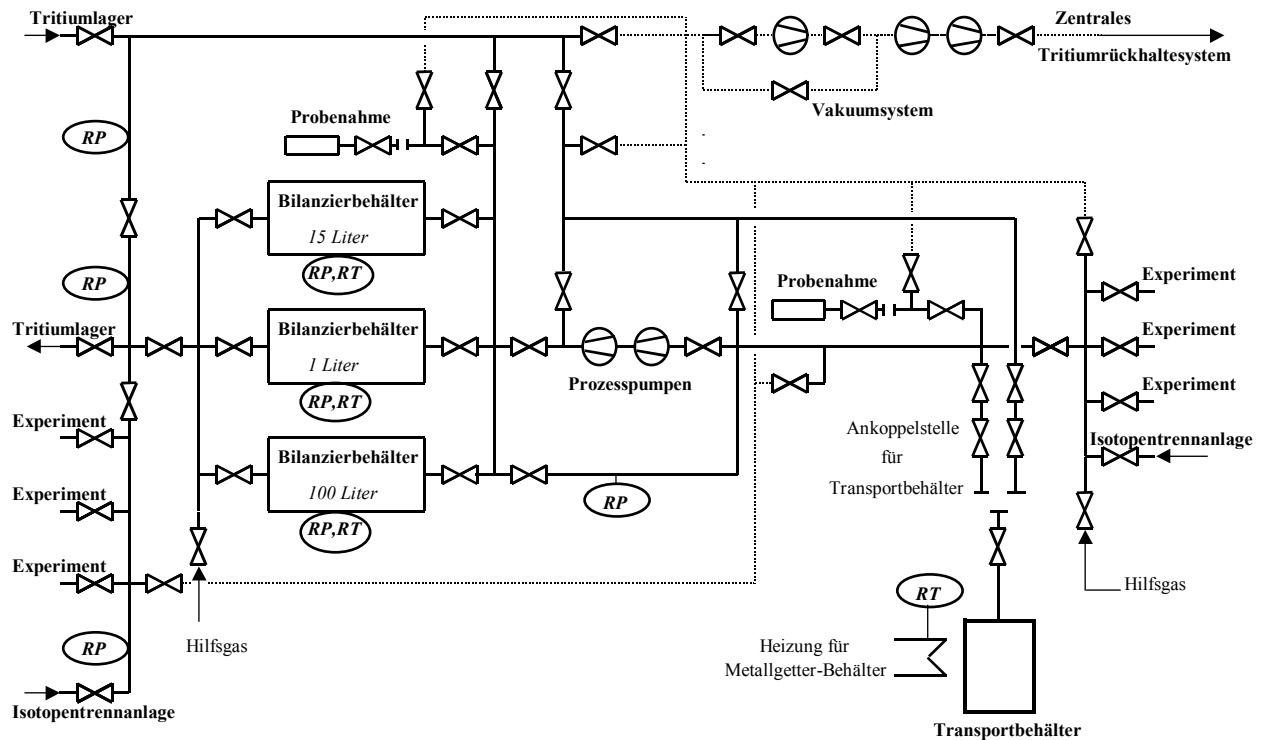 Tritiumlager
Zentrales
Tritiumrückhaltesystem
Vakuumsystem
Probenahme
RP
Bilanzierbehälter
15 Liter
RP,RT
RP
Probenahme
Experiment
Tritiumlager
Bilanzierbehälter
1 Liter
RP,RT
Prozesspumpen
Experiment
Experiment
Experiment
Ankoppelstelle
für
Transportbehälter
Isotopentrennanlage
Bilanzierbehälter
100 Liter
RP,RT
RP
Experiment
Experiment
Hilfsgas
Hilfsgas
RT
RP
Heizung für
Metallgetter-Behälter
Isotopentrennanlage
Transportbehälter